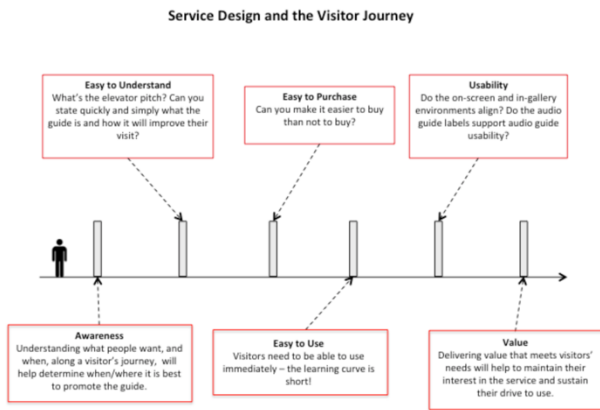 Service Design and the Visitor Journey
Easy to Understand
What's the elevator pitch? Can you
state quickly and simply what the
guide is and how it will improve their
visit?
Easy to Purchase
Can you make it easier to buy
than not to buy?
Usability
Do the on-screen and in-gallery
environments align? Do the audio
guide labels support audio guide
usability?
Awareness
Understanding what people want, and
when, along a visitor's journey, will
help determine when/where it is best
to promote the guide.
Easy to Use
Visitors need to be able to use
immediately – the learning curve is
short!
Value
Delivering value that meets visitors'
needs will help to maintain their
interest in the service and sustain
their drive to use.